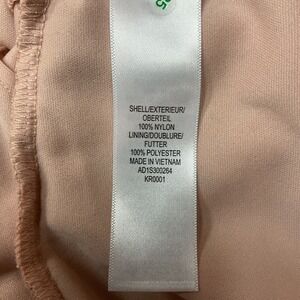 SHELL/EXTERIEUR/
OBERTEIL
100% NYLON
LINING/DOUBLURE/
FUTTER
100% POLYESTER
MADE IN VIETNAM
AD1S300264
KR0001